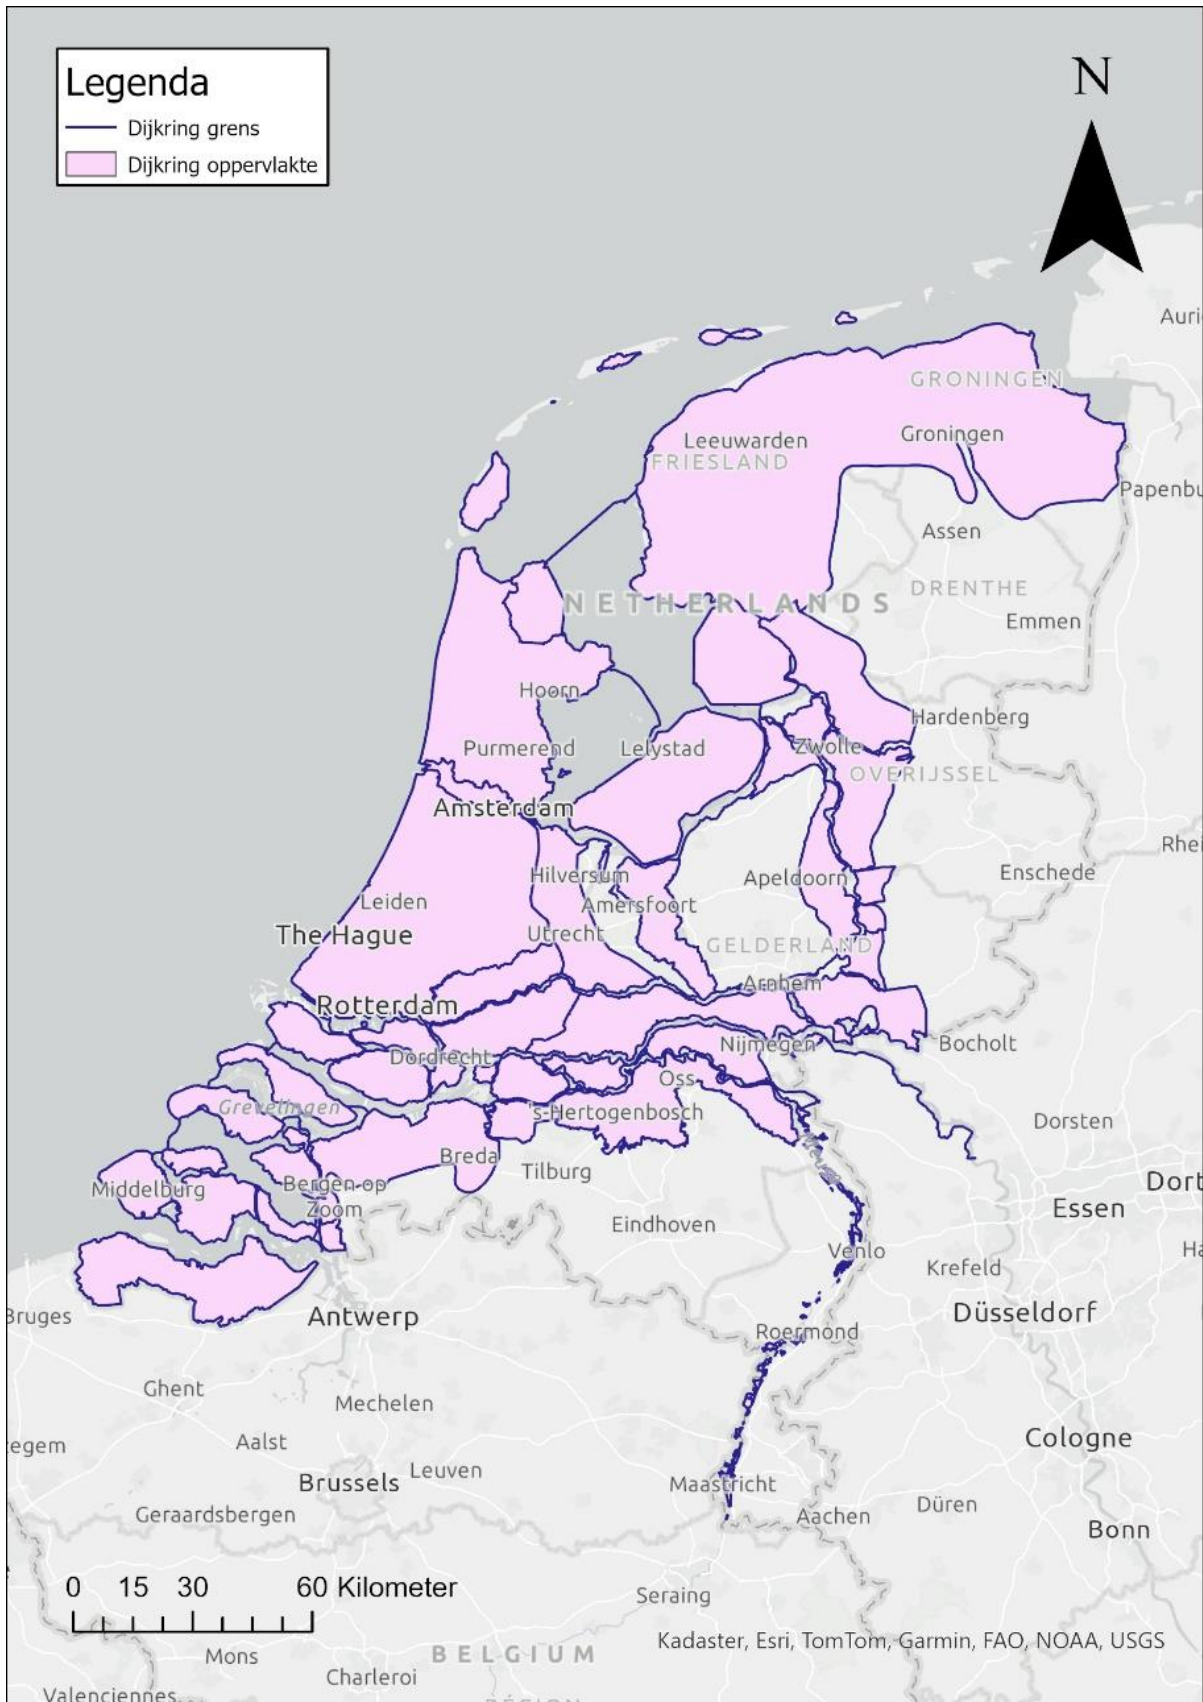 Legenda
Dijkring grens
Dijkring oppervlakte
N
Auri
GRONINGEN
Leeuwarden
Groningen
FRIESLAND
Papenbu
Assen
DRENTHE
NETHERLANDS
Emmen
Hoorn
Hardenberg
Purmerend
Lelystad
Zwolle
OVERIJSSEL
Amsterdam
Rhei
Hilversum
Apeldoorn
Enschede
Leiden
Amersfoort
The Hague
Utrecht
GELDERLAND
Arnhem
Rotterdam
Nijmegen
Bocholt
Dordrecht
Oss
Grevelingen
's-Hertogenbosch
Dorsten
Breda
Tilburg
Middelburg
Bergen op
Zoom
Dort
Essen
Eindhoven
Venlo
Ha
Krefeld
Bruges
Antwerp
Düsseldorf
Roermond
Ghent
Mechelen
Cologne
egem
Aalst
Brussels
Leuven
Maastricht
Düren
Geraardsbergen
Aachen
Bonn
0 15 30 60 Kilometer
Seraing
Kadaster, Esri, TomTom, Garmin, FAO, NOAA, USGS
Mons
BELGIUM
Charleroi
Valenciennes
RÉGION